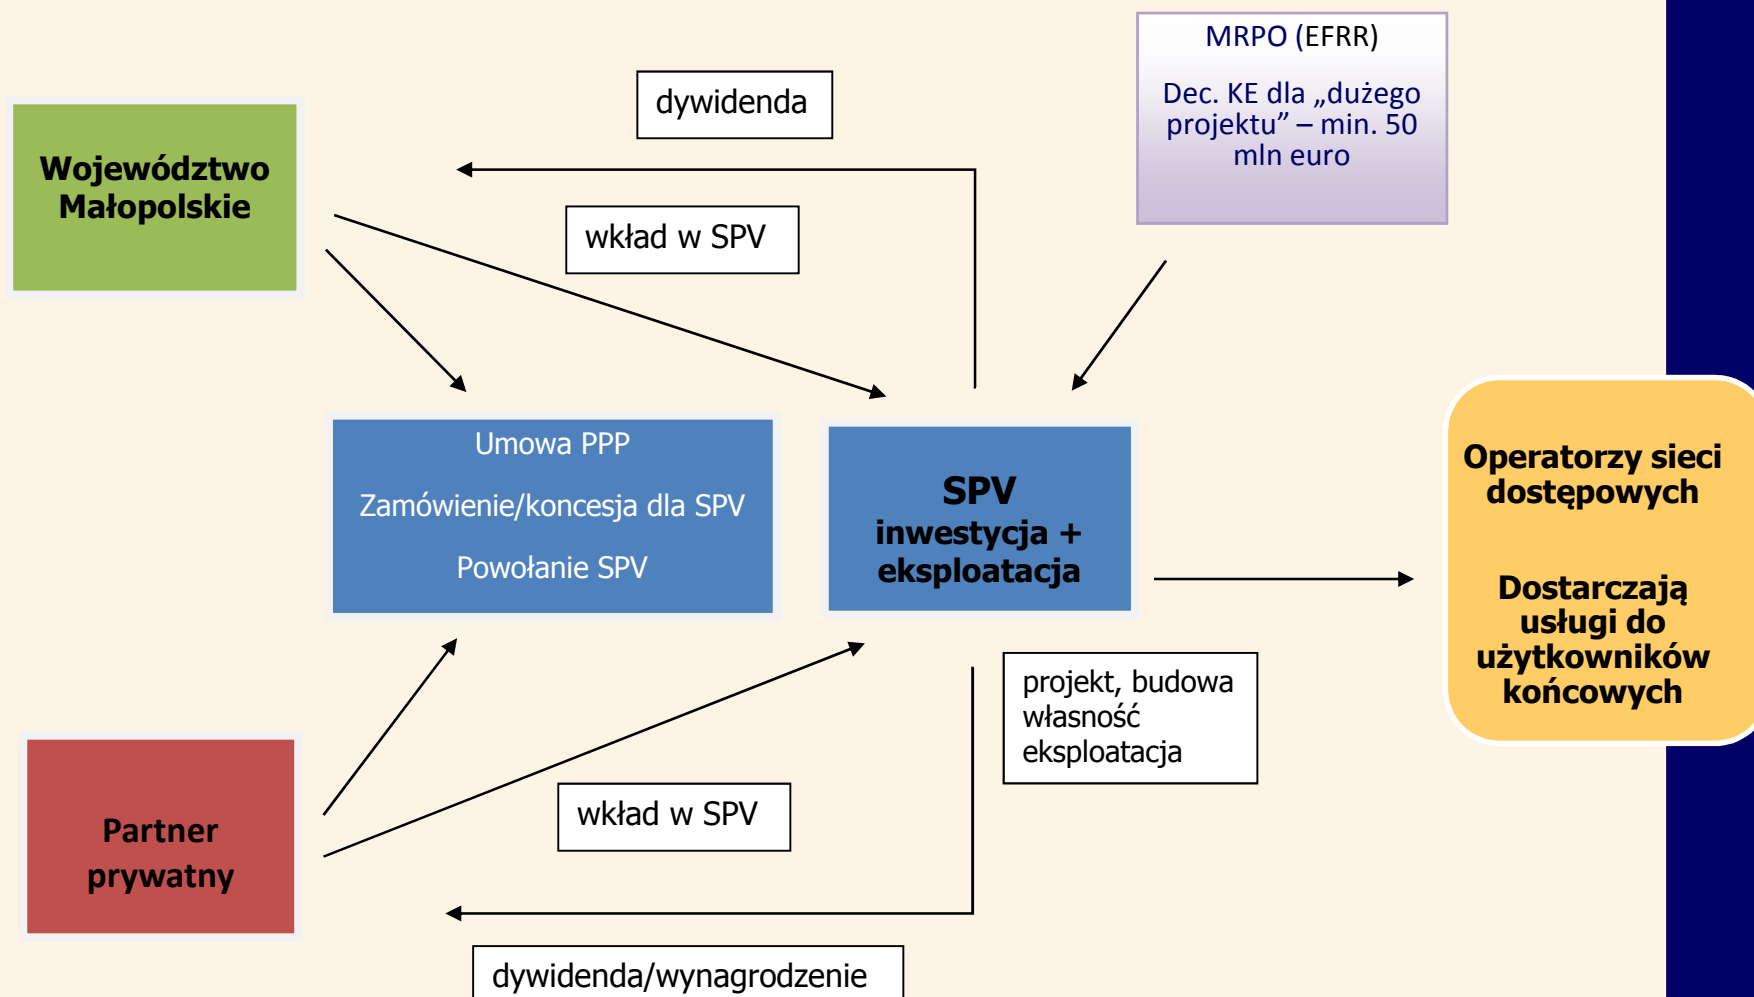 MRPO (EFRR)
Dec. KE dla „dużego
projektu” – min. 50
mln euro
dywidenda
Województwo
Małopolskie
wkład w SPV
Umowa PPP
Zamówienie/koncesja dla SPV
Powołanie SPV
SPV
inwestycja +
eksploatacja
Operatorzy sieci
dostępowych
Dostarczają
usługi do
użytkowników
końcowych
projekt, budowa
własność
eksploatacja
wkład w SPV
Partner
prywatny
dywidenda/wynagrodzenie